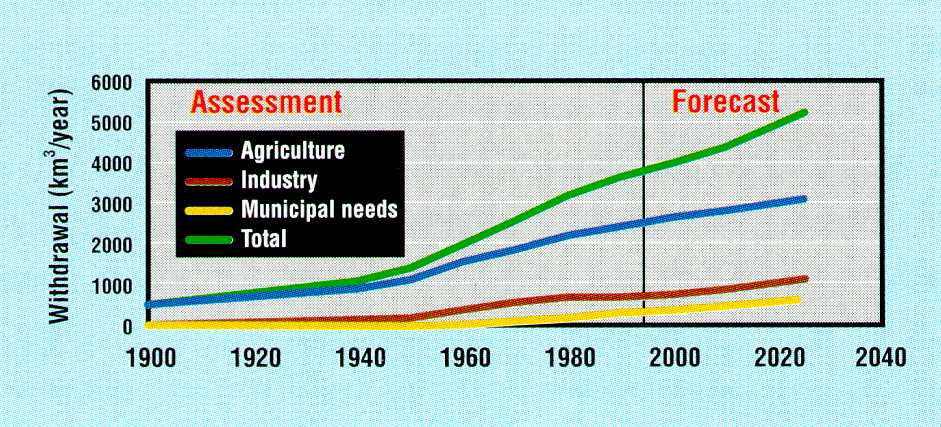 Withdrawal (km³/year)
6000
5000
4000
3000
2000
1000
0
Assessment
Forecast
Agriculture
Industry
Municipal needs
Total
1900
1920
1940
1960
1980
2000
2020
2040